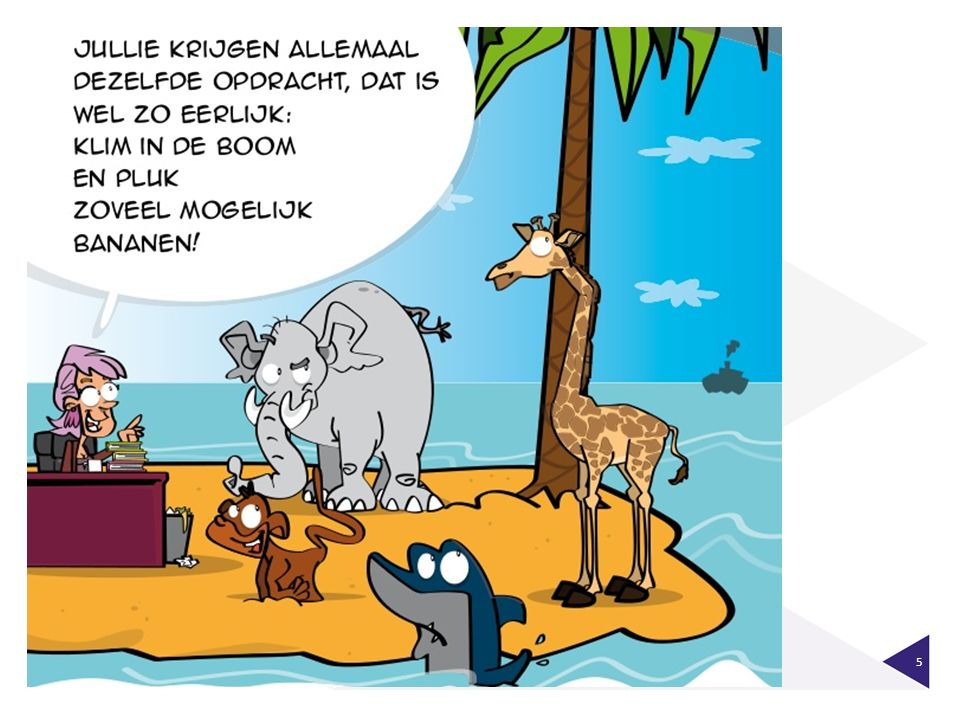 JULLIE KRIJGEN ALLEMAAL
DEZELFDE OPDRACHT, DAT IS
WEL ZO EERLIJK:
KLIM IN DE BOOM
EN PLUK
ZOVEEL MOGELIJK
BANANEN!
5